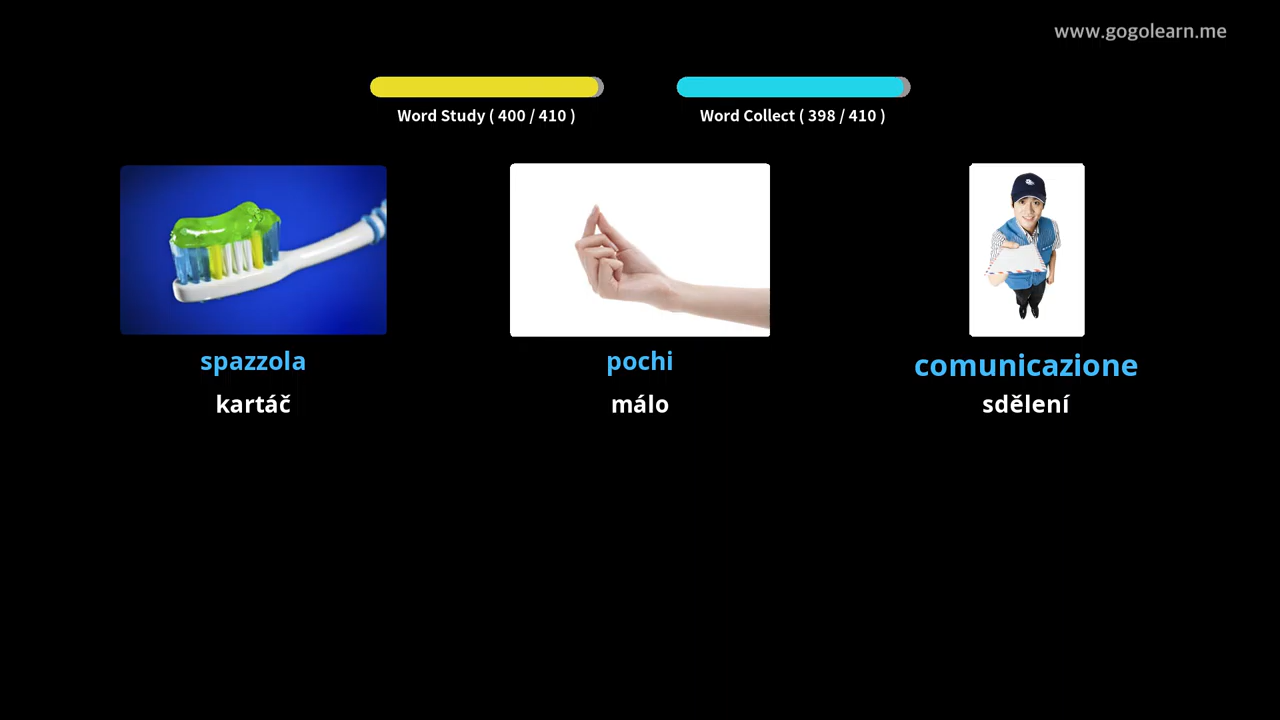 www.gogolearn.me
Word Study ( 400 / 410 )
Word Collect ( 398 / 410 )
spazzola
pochi
comunicazione
kartáč
málo
sdělení